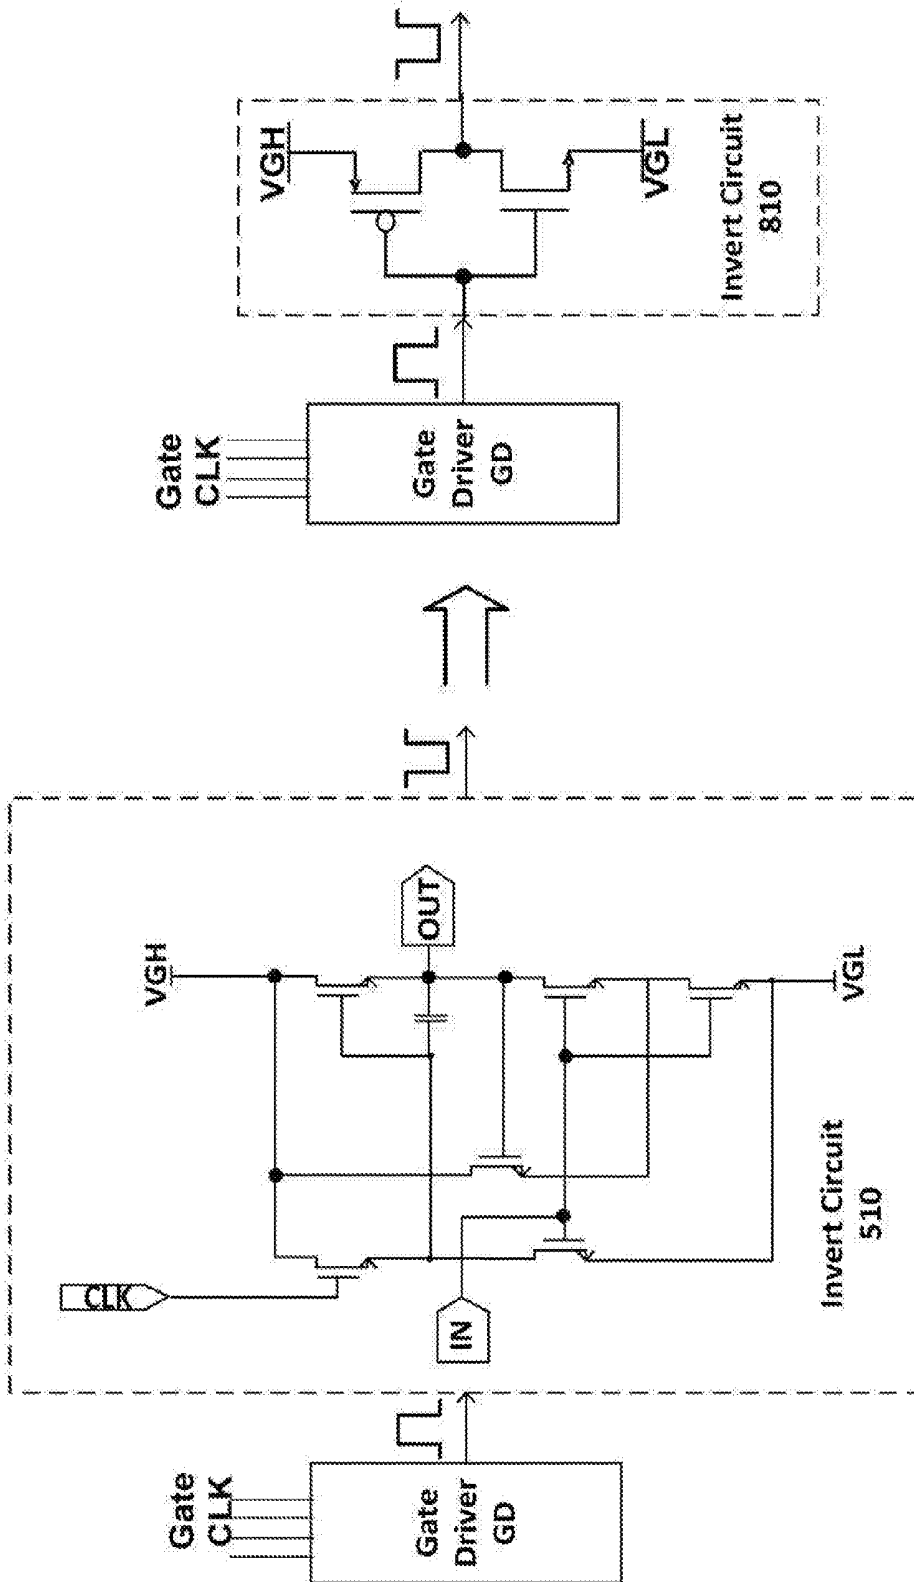 Gate
CLK
Gate
Driver
GD
CLK
IN
VGH
OUT
VGL
Invert Circuit
510
Gate
CLK
Gate
Driver
GD
VGH
VGL
Invert Circuit
810